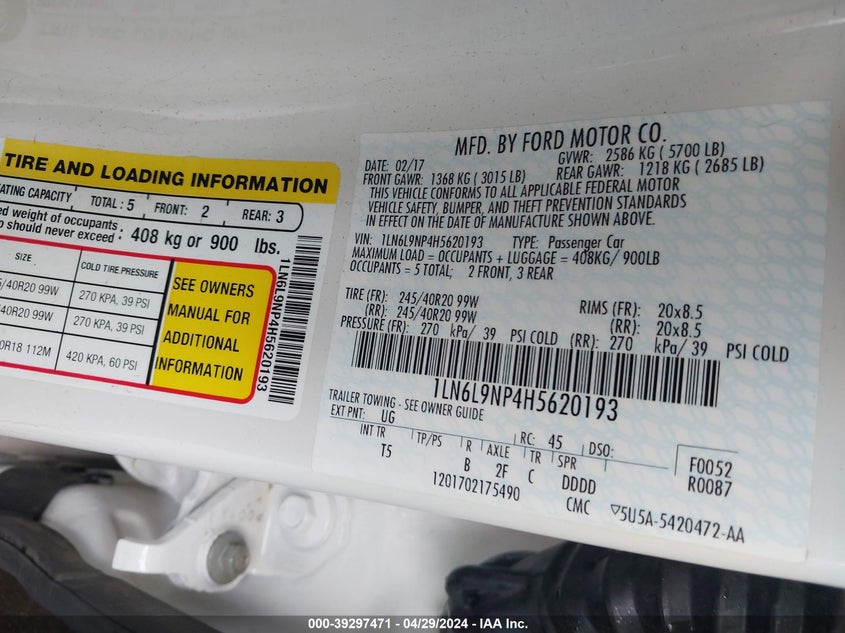 TIRE AND LOADING INFORMATION
ATING CAPACITY TOTAL : 5 FRONT: 2 REAR: 3
ed weight of occupants
o should never exceed : 408 kg or 900 lbs.
SIZE COLD TIRE PRESSURE
5/40R20 99W 270 KPA, 39 PSI
40R20 99W 270 KPA, 39 PSI
0R18 112M 420 KPA, 60 PSI
SEE OWNERS
MANUAL FOR
ADDITIONAL
INFORMATION
1LN6L9NP4H5620193
MFD. BY FORD MOTOR CO.
DATE: 02/17 GVWR: 2586 KG ( 5700 LB)
FRONT GAWR: 1368 KG ( 3015 LB) REAR GAWR: 1218 KG ( 2685 LB)
THIS VEHICLE CONFORMS TO ALL APPLICABLE FEDERAL MOTOR
VEHICLE SAFETY, BUMPER, AND THEFT PREVENTION STANDARDS
IN EFFECT ON THE DATE OF MANUFACTURE SHOWN ABOVE.
VIN: 1LN6L9NP4H5620193 TYPE: Passenger Car
MAXIMUM LOAD = OCCUPANTS + LUGGAGE = 408KG/ 900LB
OCCUPANTS = 5 TOTAL; 2 FRONT, 3 REAR
TIRE (FR): 245/40R20 99W RIMS (FR): 20x8.5
(RR): 245/40R20 99W (RR): 20x8.5
PRESSURE (FR): 270 kPa/ 39 PSI COLD (RR): 270 kPa/ 39 PSI COLD
1LN6L9NP4H5620193
TRAILER TOWING - SEE OWNER GUIDE
EXT PNT: UG RC: 45 DSO:
INT TR TP/PS R AXLE TR SPR
T5 B 2F C DDDD
F0052
R0087
1201702175490 CMC ▽5U5A-5420472-AA
000-39297471 - 04/29/2024 - IAA Inc.